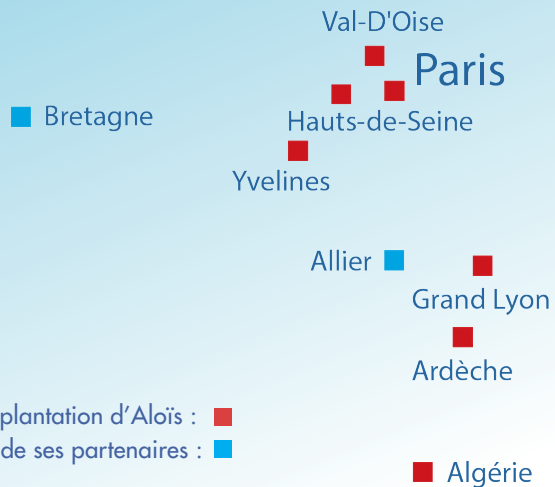 Val-D'Oise
Paris
Bretagne
Hauts-de-Seine
Yvelines
Allier
Grand Lyon
Ardèche
plantation d'Aloïs :
de ses partenaires :
Algérie